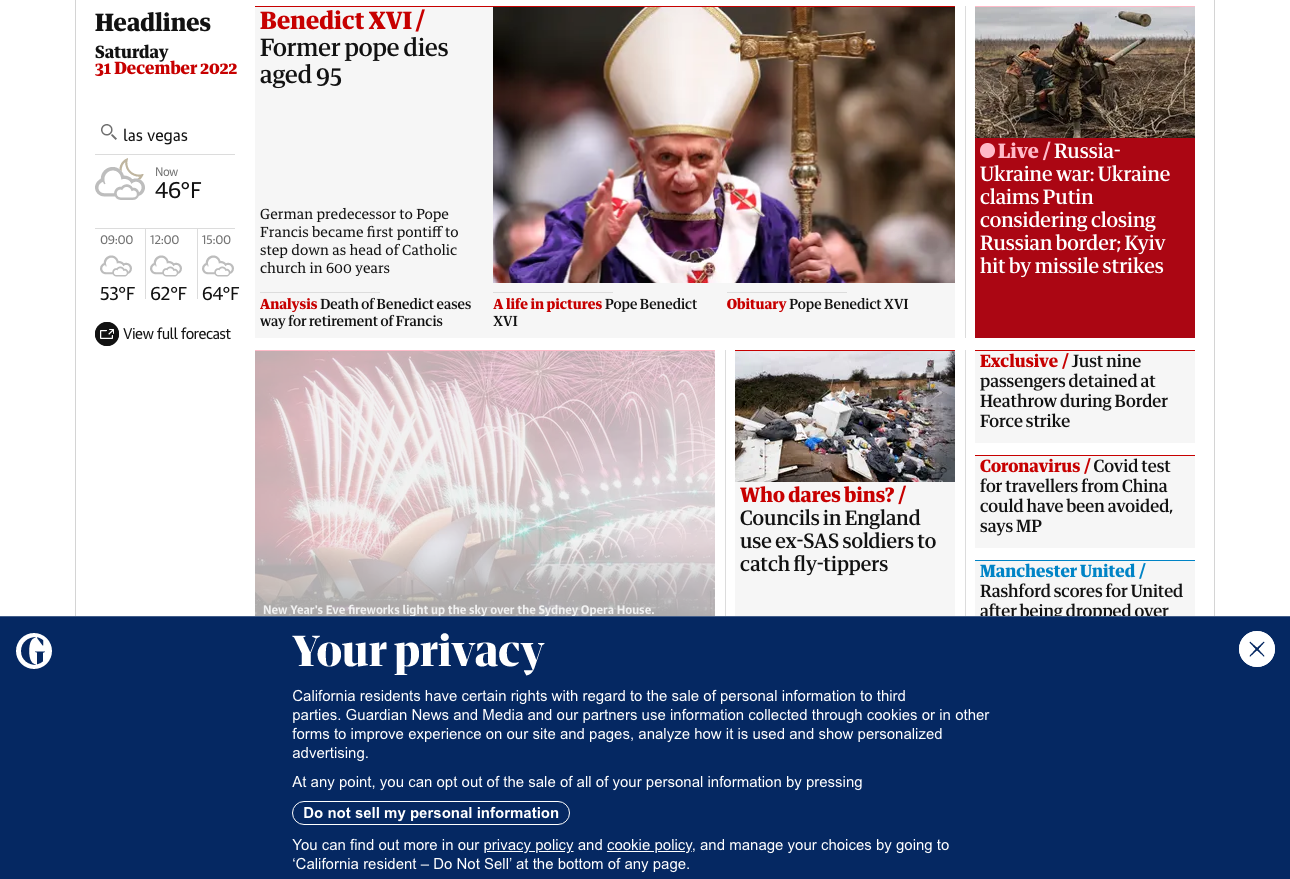 Headlines
Saturday
31 December 2022
las vegas
Now
46°F
09:00
53°F
12:00
62°F
15:00
64°F
View full forecast
Benedict XVI /
Former pope dies
aged 95
German predecessor to Pope
Francis became first pontiff to
step down as head of Catholic
church in 600 years
Analysis Death of Benedict eases
way for retirement of Francis
A life in pictures Pope Benedict
XVI
Obituary Pope Benedict XVI
Live / Russia-
Ukraine war: Ukraine
claims Putin
considering closing
Russian border; Kyiv
hit by missile strikes
New Year's Eve fireworks light up the sky over the Sydney Opera House.
Who dares bins? /
Councils in England
use ex-SAS soldiers to
catch fly-tippers
Exclusive / Just nine
passengers detained at
Heathrow during Border
Force strike
Coronavirus / Covid test
for travellers from China
could have been avoided,
says MP
Manchester United /
Rashford scores for United
after being dropped over
G
Your privacy
California residents have certain rights with regard to the sale of personal information to third
parties. Guardian News and Media and our partners use information collected through cookies or in other
forms to improve experience on our site and pages, analyze how it is used and show personalized
advertising.
At any point, you can opt out of the sale of all of your personal information by pressing
Do not sell my personal information
You can find out more in our privacy policy and cookie policy, and manage your choices by going to
‘California resident – Do Not Sell’ at the bottom of any page.